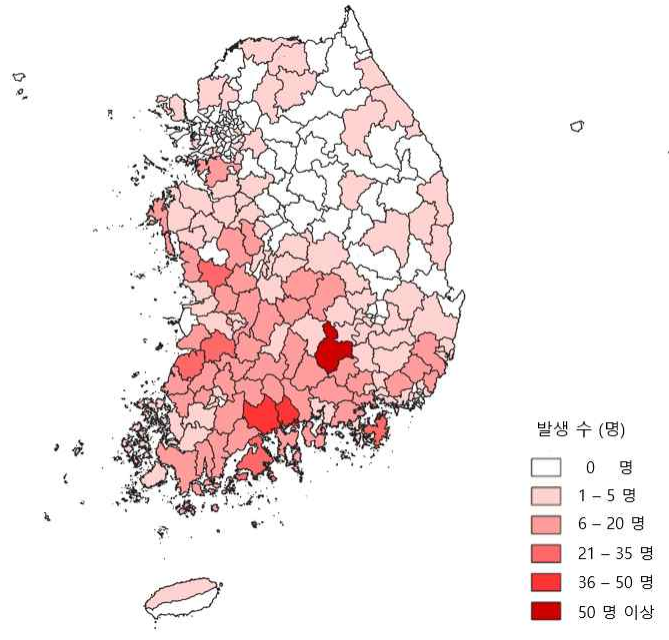 발생 수 (명)
0 명
1 – 5 명
6 – 20 명
21 – 35 명
36 – 50 명
50 명 이상